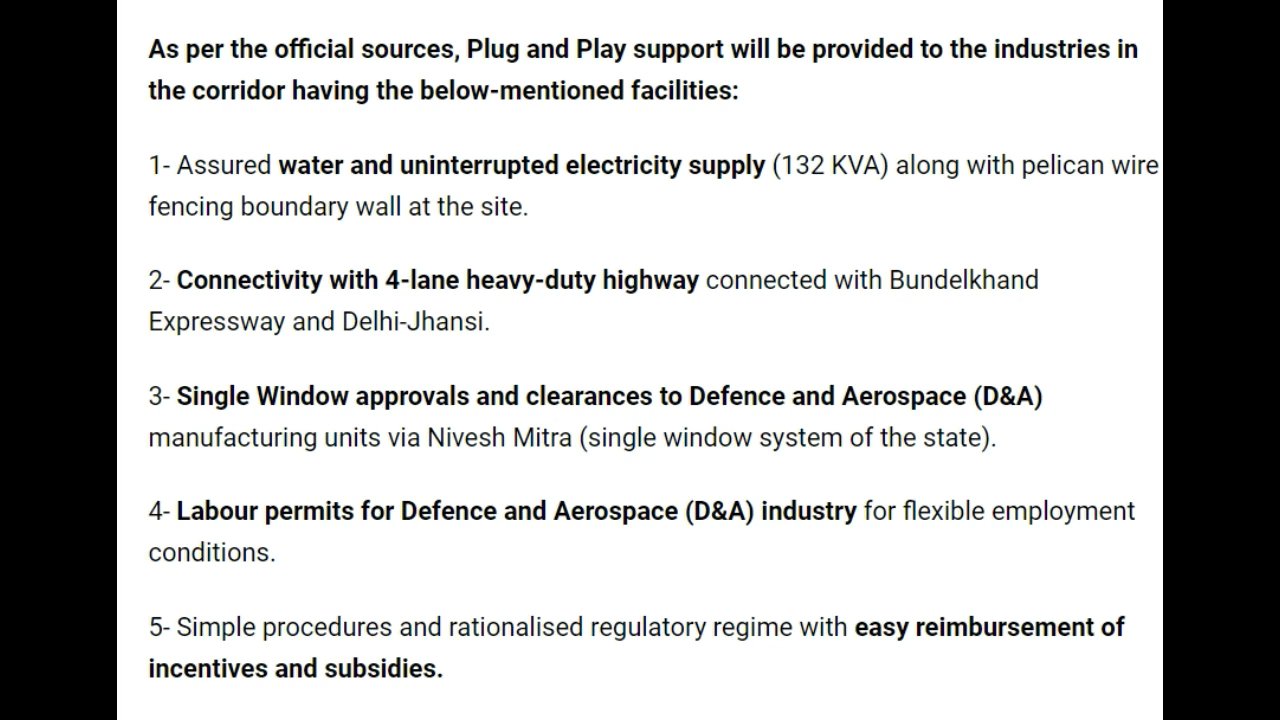 As per the official sources, Plug and Play support will be provided to the industries in
the corridor having the below-mentioned facilities:
1- Assured water and uninterrupted electricity supply (132 KVA) along with pelican wire
fencing boundary wall at the site.
2- Connectivity with 4-lane heavy-duty highway connected with Bundelkhand
Expressway and Delhi-Jhansi.
3- Single Window approvals and clearances to Defence and Aerospace (D&A)
manufacturing units via Nivesh Mitra (single window system of the state).
4- Labour permits for Defence and Aerospace (D&A) industry for flexible employment
conditions.
5- Simple procedures and rationalised regulatory regime with easy reimbursement of
incentives and subsidies.